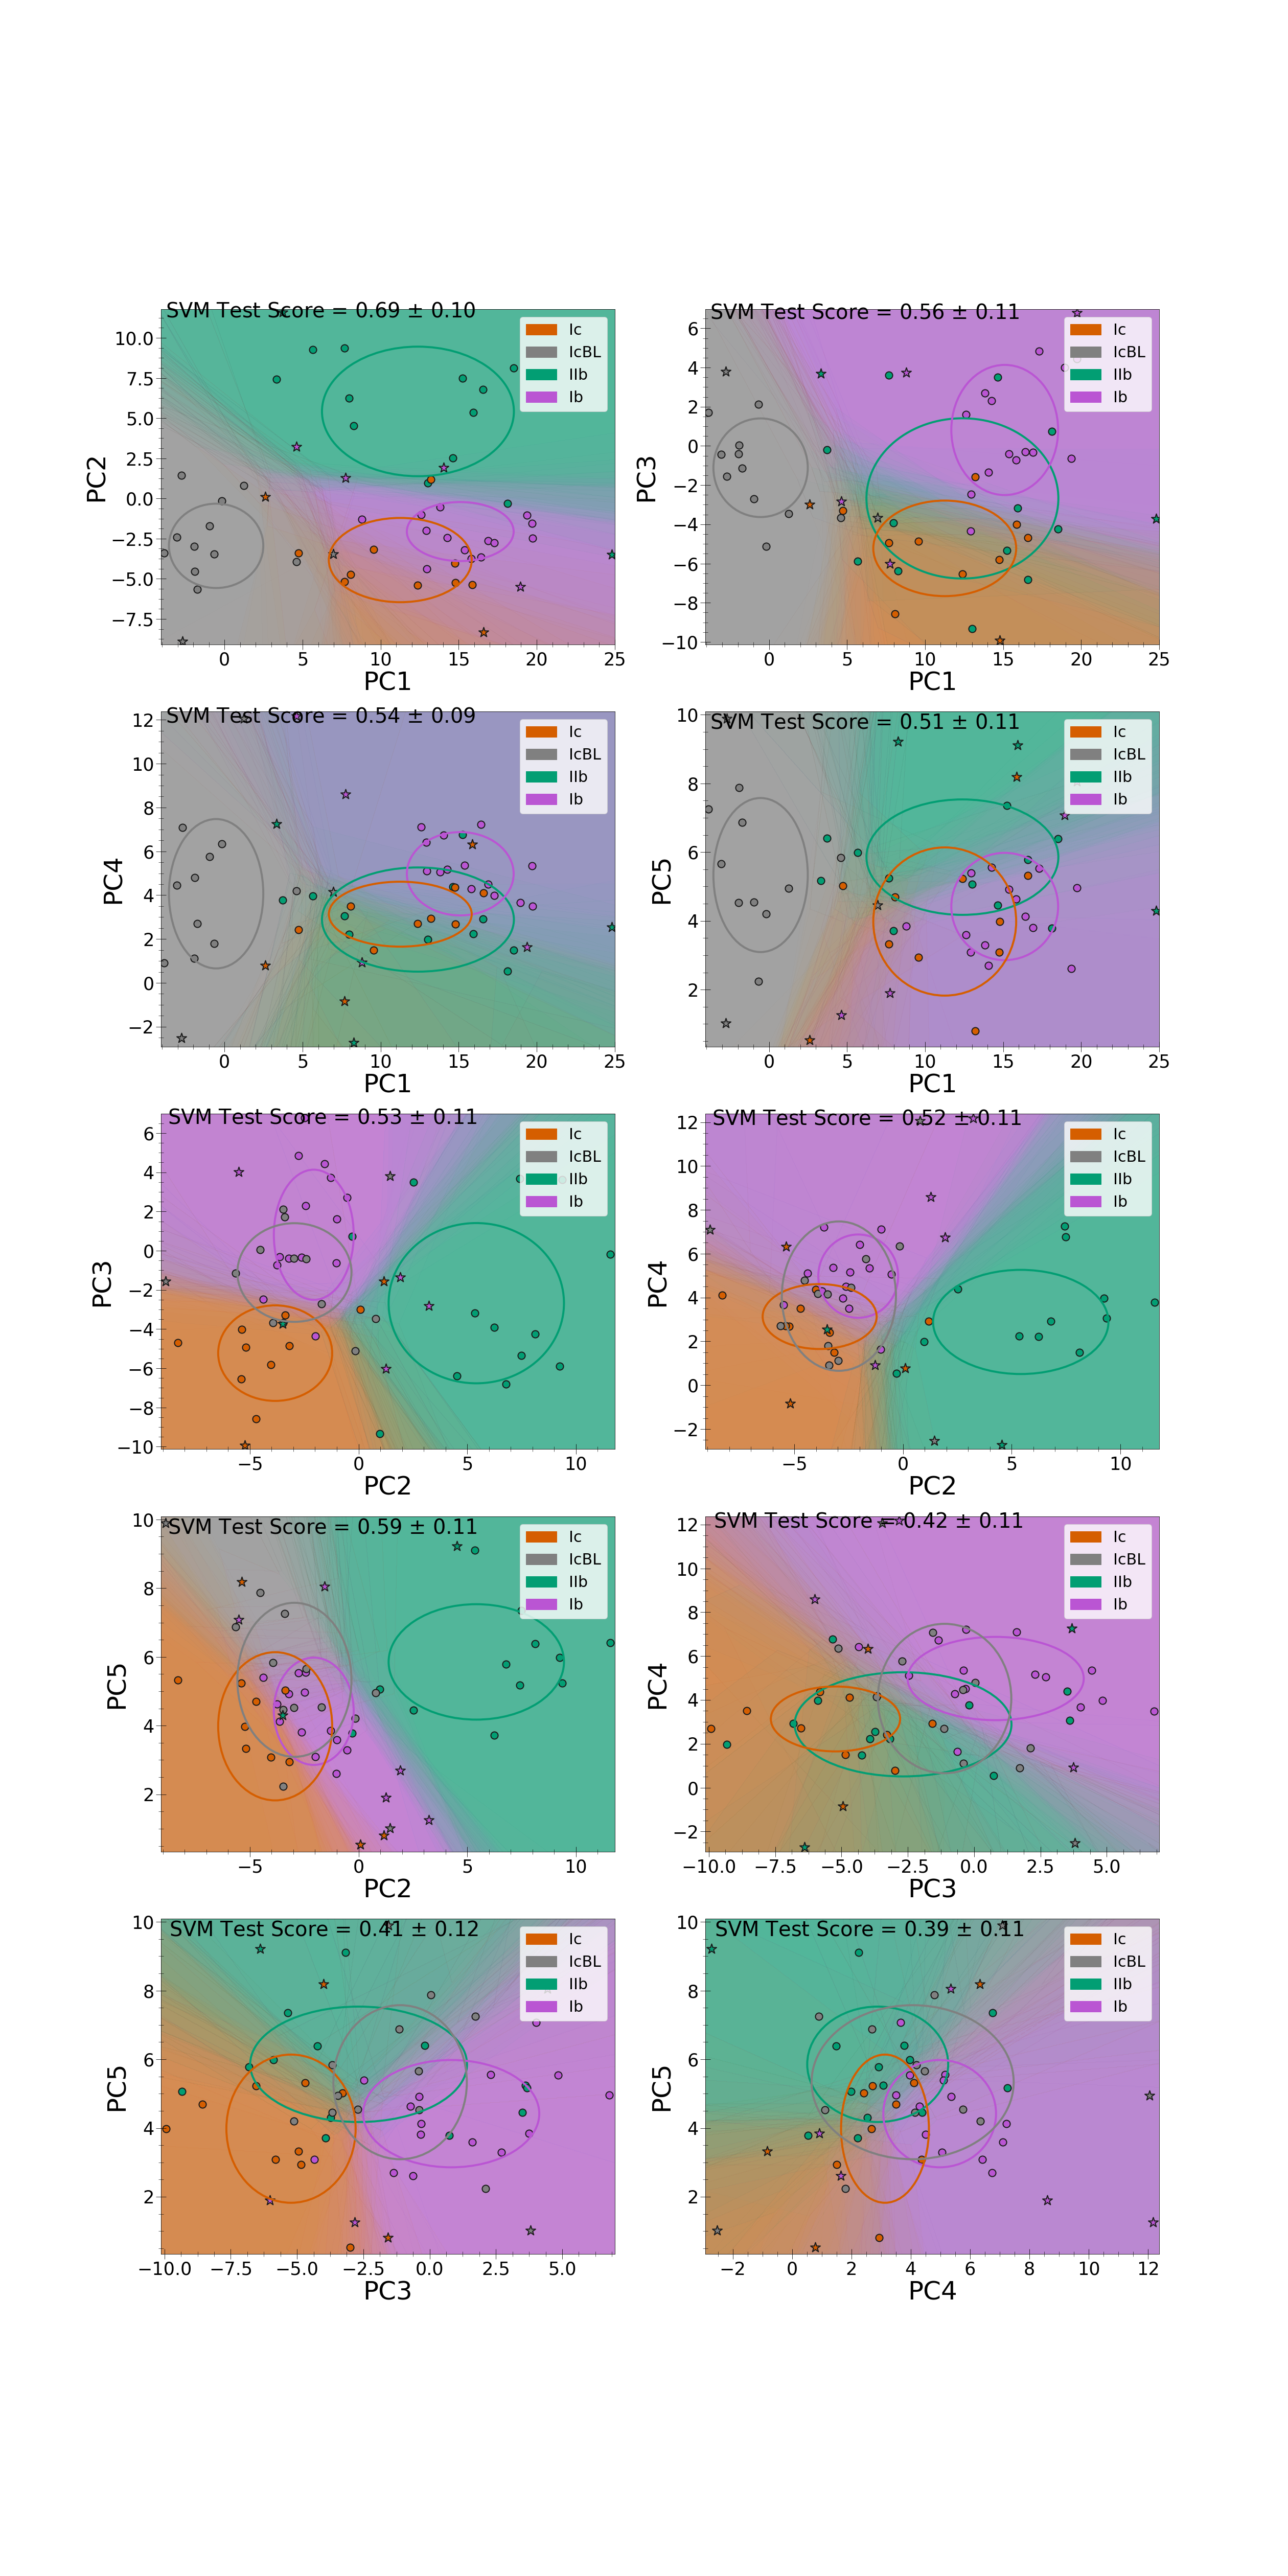 SVM Test Score = 0.69 ± 0.10
Ic
IcBL
IIb
Ib
10.0
7.5
5.0
2.5
0.0
−2.5
−5.0
−7.5
PC2
0 5 10 15 20 25
PC1
SVM Test Score = 0.56 ± 0.11
Ic
IcBL
IIb
Ib
6
4
2
0
−2
−4
−6
−8
−10
PC3
0 5 10 15 20 25
PC1
SVM Test Score = 0.54 ± 0.09
Ic
IcBL
IIb
Ib
12
10
8
6
4
2
0
−2
PC4
0 5 10 15 20 25
PC1
SVM Test Score = 0.51 ± 0.11
Ic
IcBL
IIb
Ib
10
8
6
4
2
PC5
0 5 10 15 20 25
PC1
SVM Test Score = 0.53 ± 0.11
Ic
IcBL
IIb
Ib
6
4
2
0
−2
−4
−6
−8
−10
PC3
−5 0 5 10
PC2
SVM Test Score = 0.52 ± 0.11
Ic
IcBL
IIb
Ib
12
10
8
6
4
2
0
−2
PC4
−5 0 5 10
PC2
SVM Test Score = 0.59 ± 0.11
Ic
IcBL
IIb
Ib
10
8
6
4
2
PC5
−5 0 5 10
PC2
SVM Test Score = 0.42 ± 0.11
Ic
IcBL
IIb
Ib
12
10
8
6
4
2
0
−2
PC4
−10.0 −7.5 −5.0 −2.5 0.0 2.5 5.0
PC3
SVM Test Score = 0.41 ± 0.12
Ic
IcBL
IIb
Ib
10
8
6
4
2
PC5
−10.0 −7.5 −5.0 −2.5 0.0 2.5 5.0
PC3
SVM Test Score = 0.39 ± 0.11
Ic
IcBL
IIb
Ib
10
8
6
4
2
PC5
−2 0 2 4 6 8 10 12
PC4